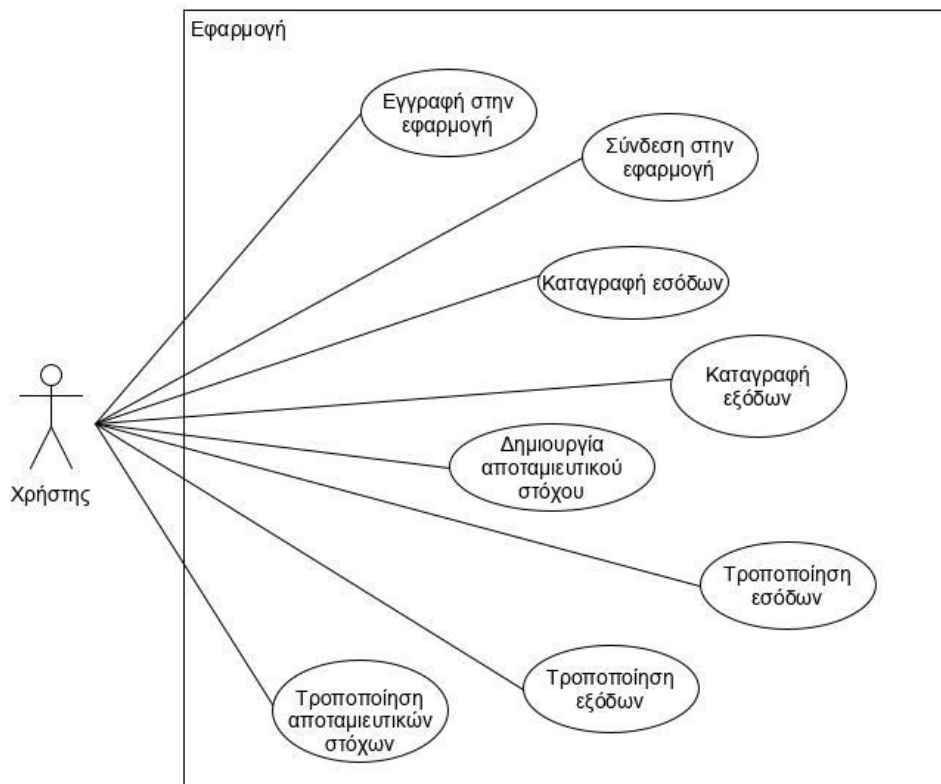 Εφαρμογή
Εγγραφή στην
εφαρμογή
Σύνδεση στην
εφαρμογή
Καταγραφή εσόδων
Καταγραφή
εξόδων
Χρήστης
Δημιουργία
αποταμιευτικού
στόχου
Τροποποίηση
εσόδων
Τροποποίηση
εξόδων
Τροποποίηση
αποταμιευτικών
στόχων